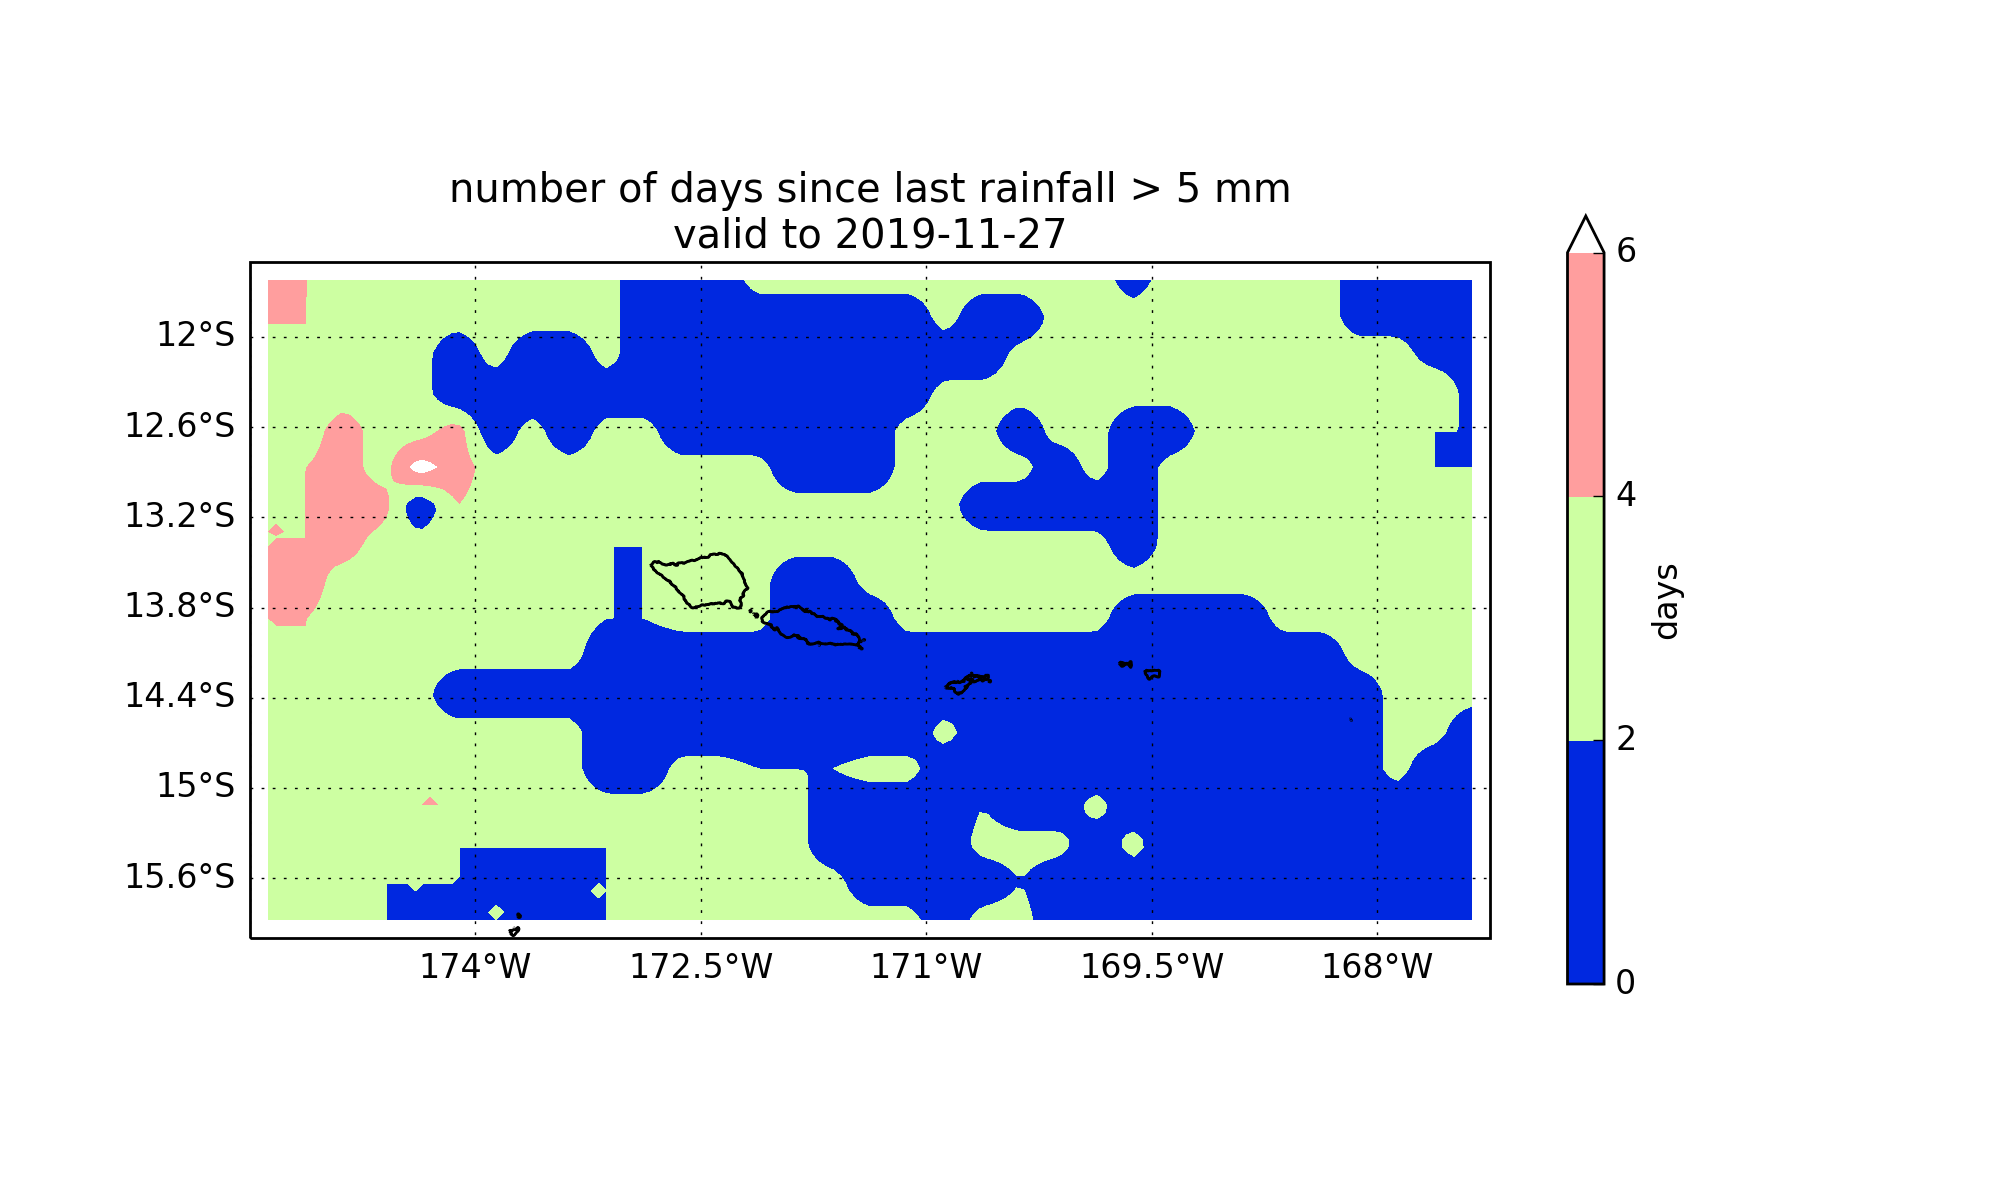 number of days since last rainfall > 5 mm
valid to 2019-11-27
12°S
12.6°S
13.2°S
13.8°S
14.4°S
15°S
15.6°S
174°W
172.5°W
171°W
169.5°W
168°W
6
4
2
0
days